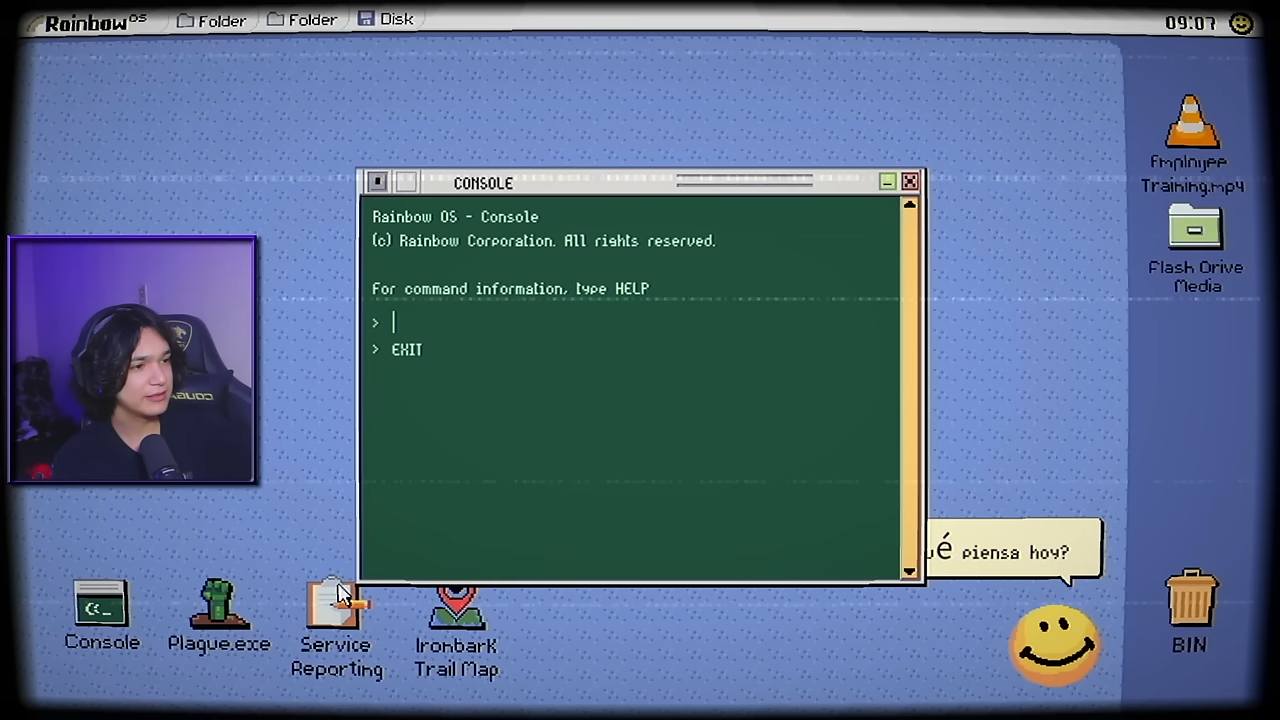 Rainbow OS
Folder
Folder
Disk
09:07
Employee
Training.mp4
Flash Drive
Media
CONSOLE
Rainbow OS - Console
(c) Rainbow Corporation. All rights reserved.
For command information, type HELP
>
> EXIT
piensa hoy?
Console
Plague.exe
Service
Reporting
Ironbark
Trail Map
BIN